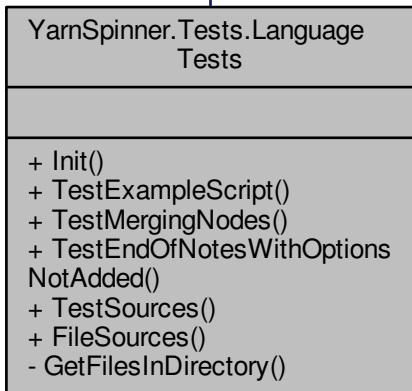 YarnSpinner.Tests.Language
Tests
+ Init()
+ TestExampleScript()
+ TestMergingNodes()
+ TestEndOfNotesWithOptions
NotAdded()
+ TestSources()
+ FileSources()
- GetFilesInDirectory()